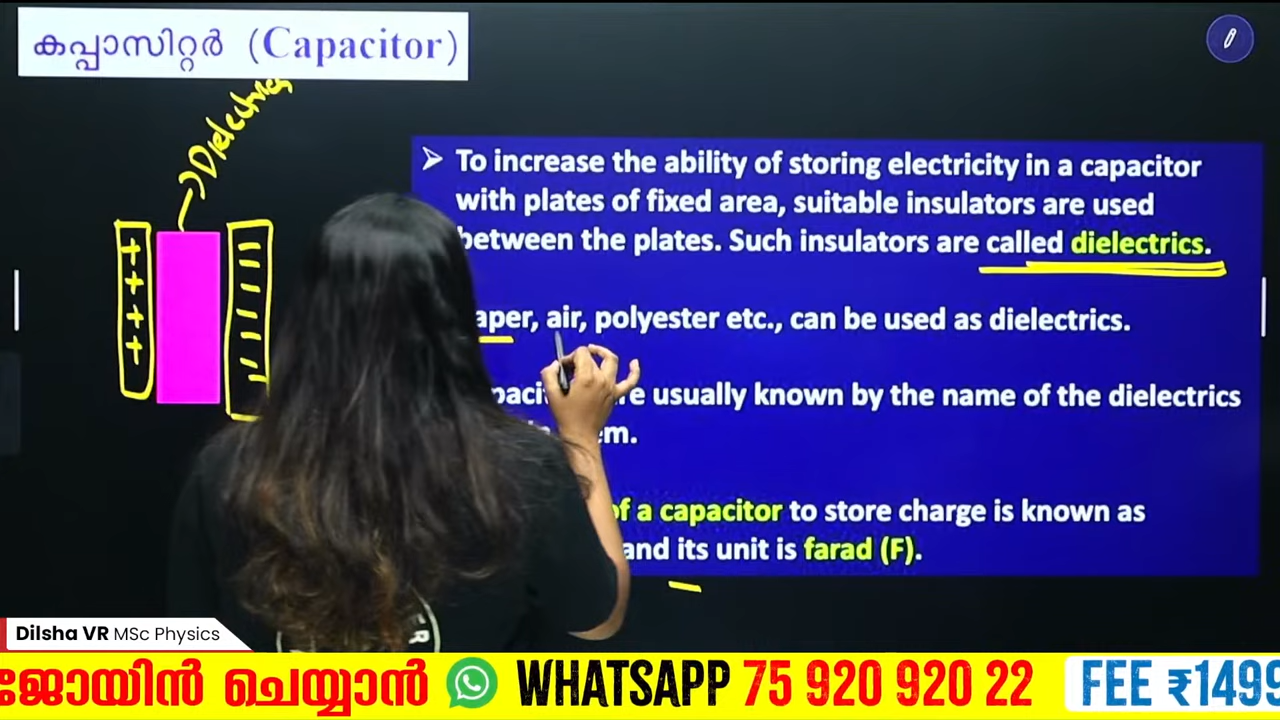 കപ്പാസിറ്റർ (Capacitor)
Dielectrics
➢ To increase the ability of storing electricity in a capacitor
with plates of fixed area, suitable insulators are used
between the plates. Such insulators are called dielectrics.
aper, air, polyester etc., can be used as dielectrics.
usually known by the name of the dielectrics
of a capacitor to store charge is known as
and its unit is farad (F).
Dilsha VR MSc Physics
ജോയിൻ ചെയ്യാൻ WHATSAPP 75 920 920 22 FEE ₹1499